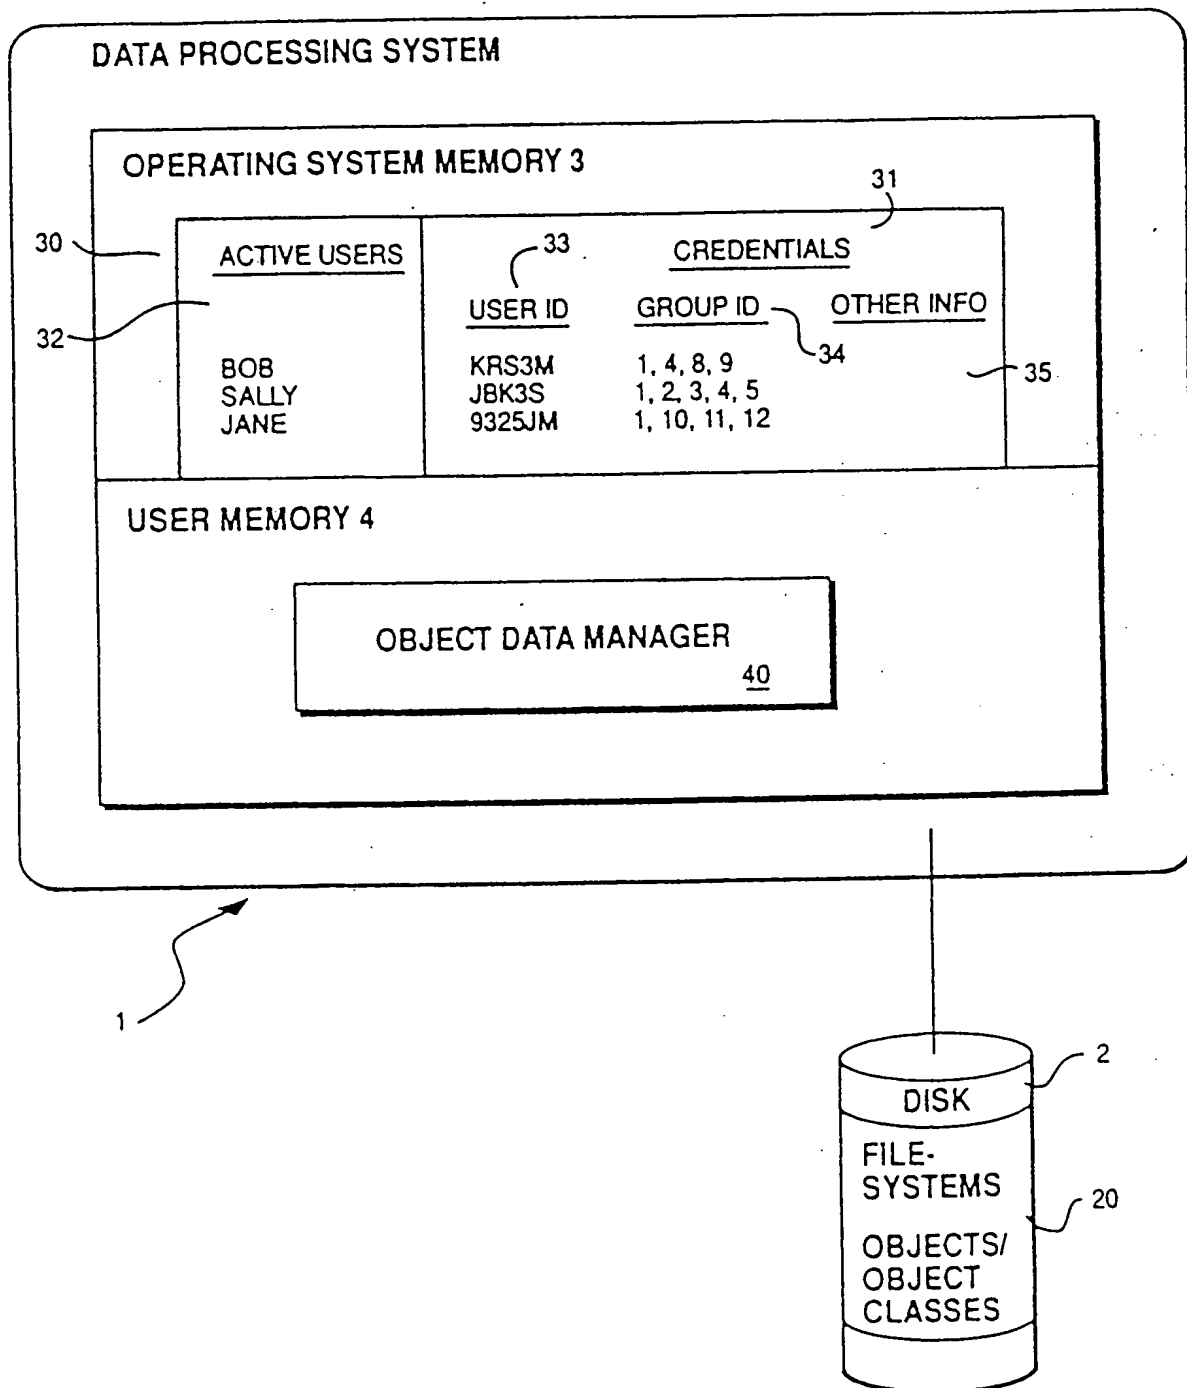 DATA PROCESSING SYSTEM
OPERATING SYSTEM MEMORY 3
31
30
ACTIVE USERS
33
CREDENTIALS
32
USER ID GROUP ID OTHER INFO
34
35
BOB KRS3M 1, 4, 8, 9
SALLY JBK3S 1, 2, 3, 4, 5
JANE 9325JM 1, 10, 11, 12
USER MEMORY 4
OBJECT DATA MANAGER
40
1
2
DISK
FILE-
SYSTEMS
20
OBJECTS/
OBJECT
CLASSES